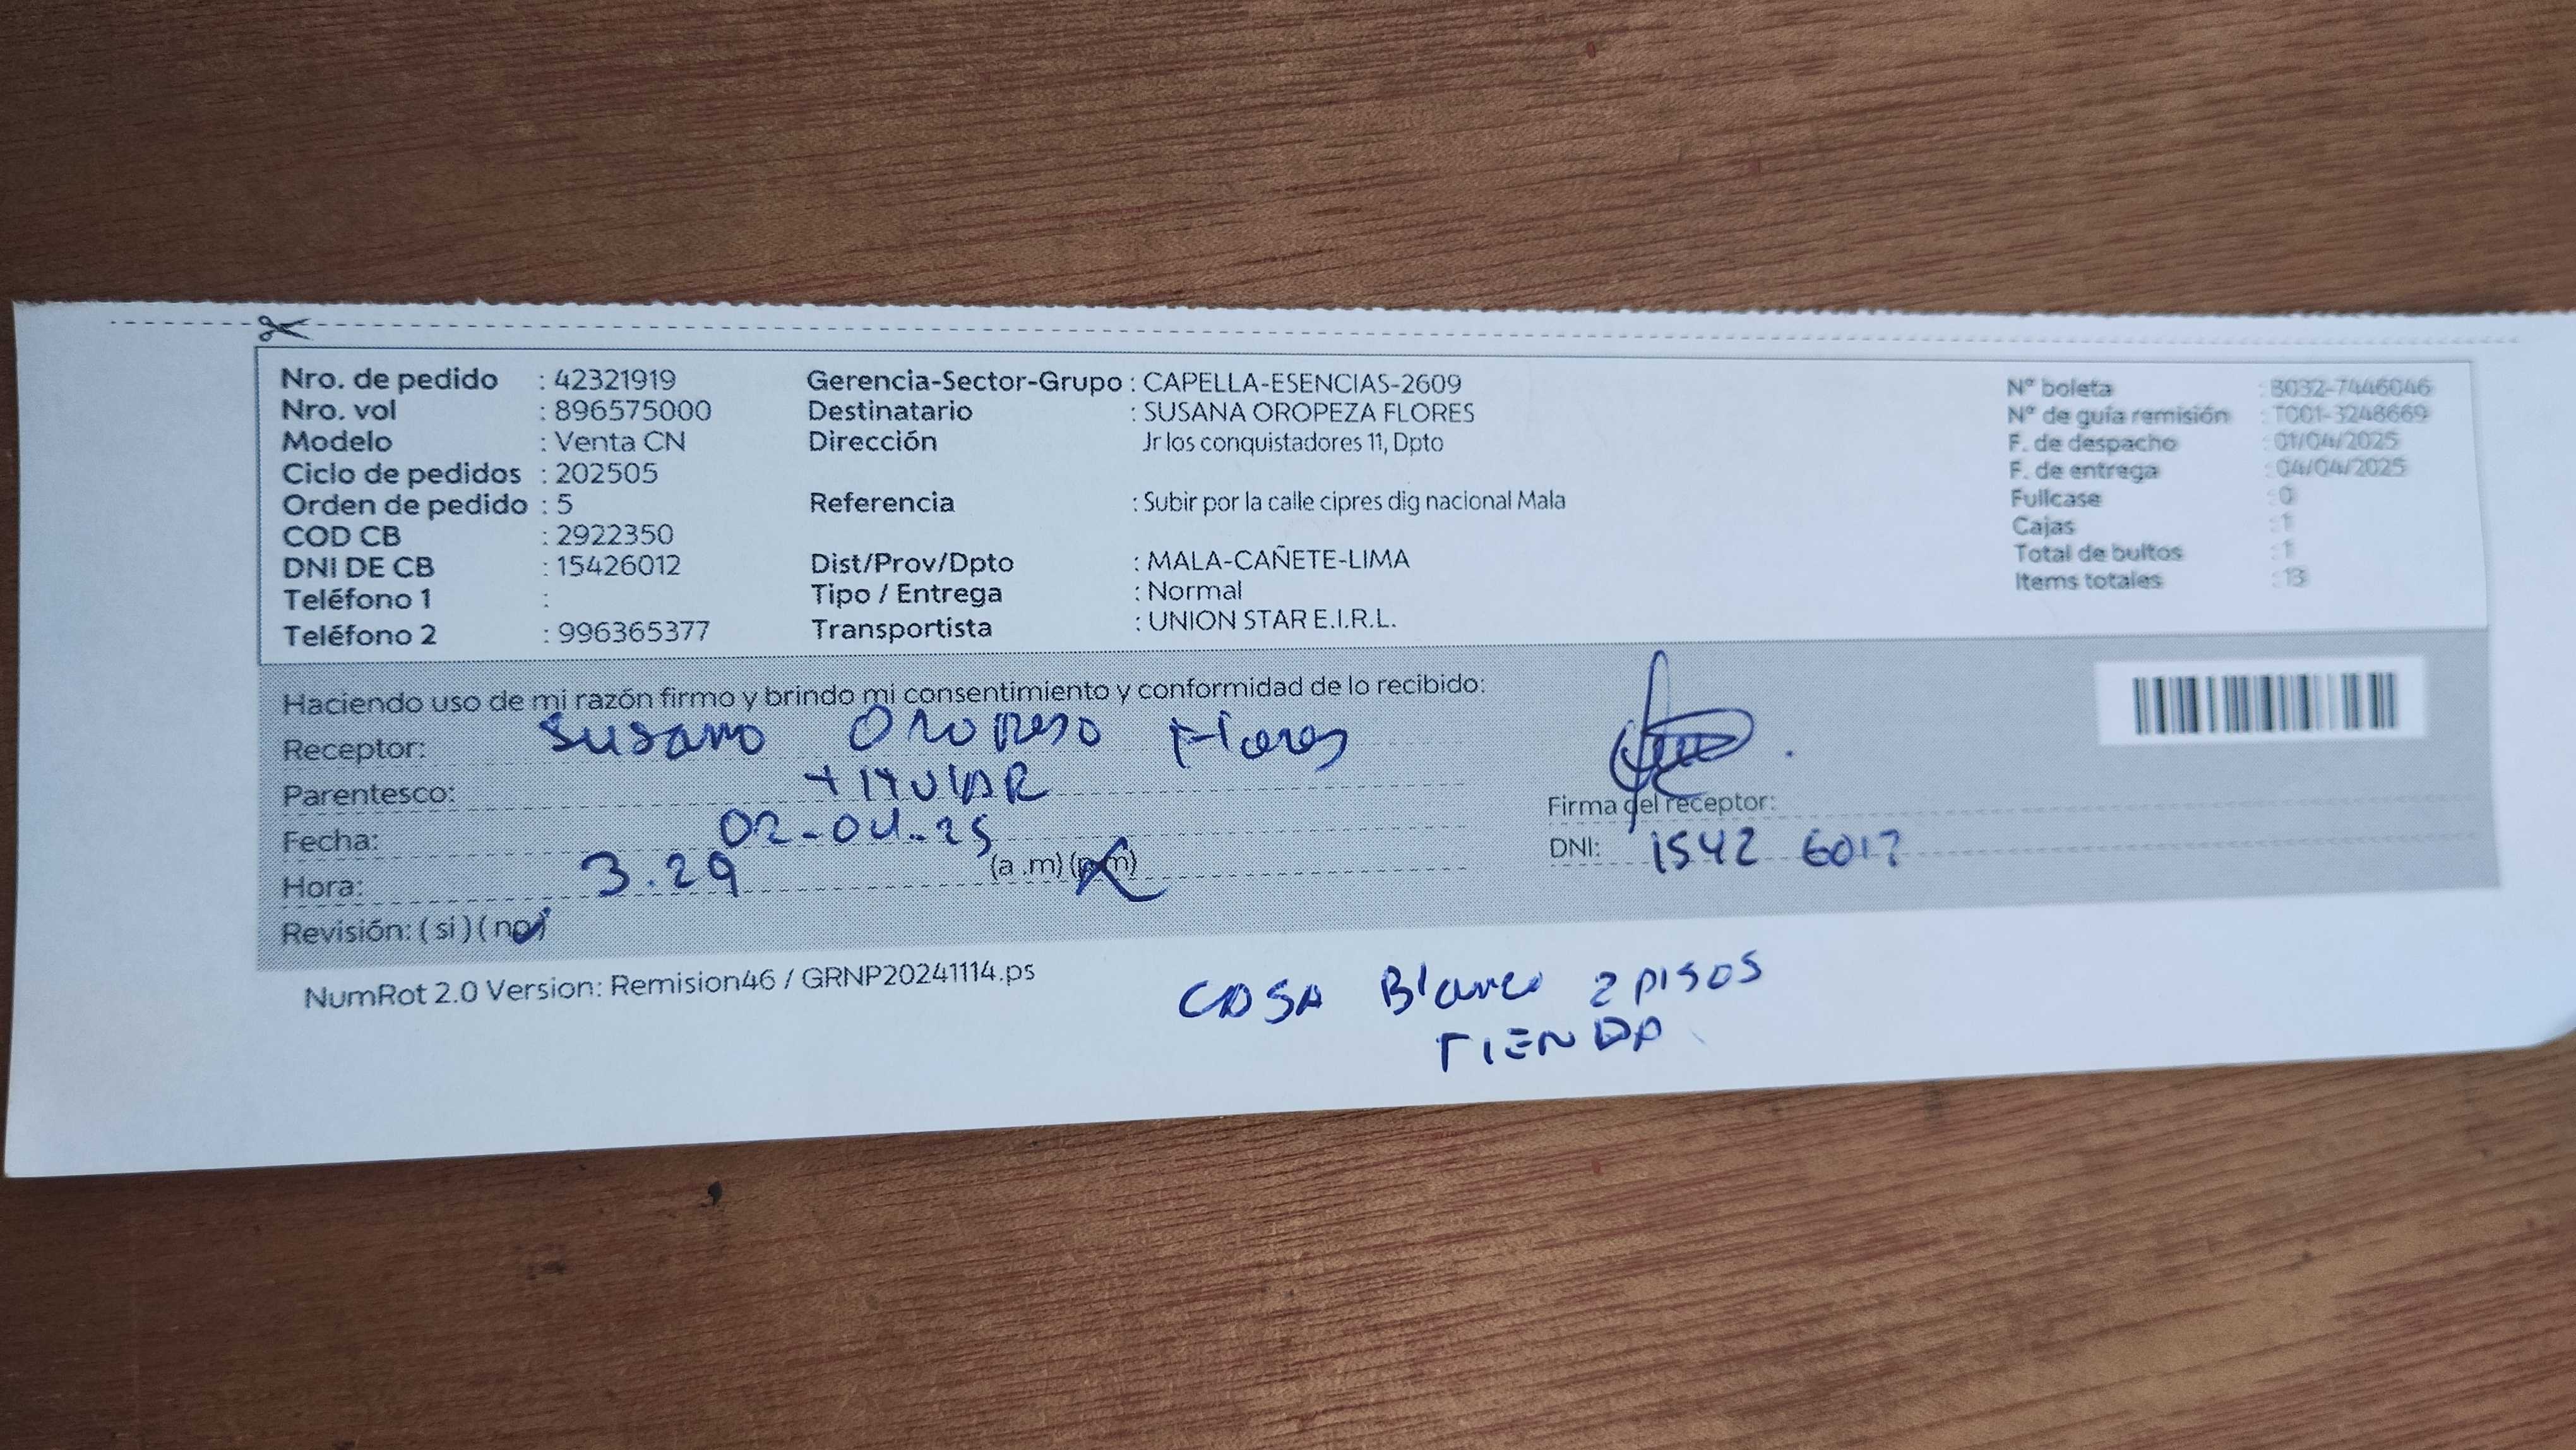 Nro. de pedido : 42321919
Nro. vol : 896575000
Modelo : Venta CN
Ciclo de pedidos : 202505
Orden de pedido : 5
COD CB : 2922350
DNI DE CB : 15426012
Teléfono 1 :
Teléfono 2 : 996365377
Gerencia-Sector-Grupo : CAPELLA-ESENCIAS-2609
Destinatario : SUSANA OROPEZA FLORES
Dirección Jr los conquistadores 11, Dpto
Referencia : Subir por la calle cipres dig nacional Mala
Dist/Prov/Dpto : MALA-CAÑETE-LIMA
Tipo / Entrega : Normal
Transportista : UNION STAR E.I.R.L.
N° boleta : B032-7446046
N° de guía remisión : T001-3248669
F. de despacho : 01/04/2025
F. de entrega : 04/04/2025
Fullcase : 0
Cajas : 1
Total de bultos : 1
Items totales : 13
Haciendo uso de mi razón firmo y brindo mi consentimiento y conformidad de lo recibido:
Receptor: Susana Oropeso Flores
Parentesco: TITULAR
Fecha: 02-04-25
Hora: 3.29 (a .m) (p.m)
Revisión: ( si ) ( no )
Firma del receptor:
DNI: 1542 6012
NumRot 2.0 Version: Remision46 / GRNP20241114.ps
CASA Blanca 2 PISOS
TIENDA